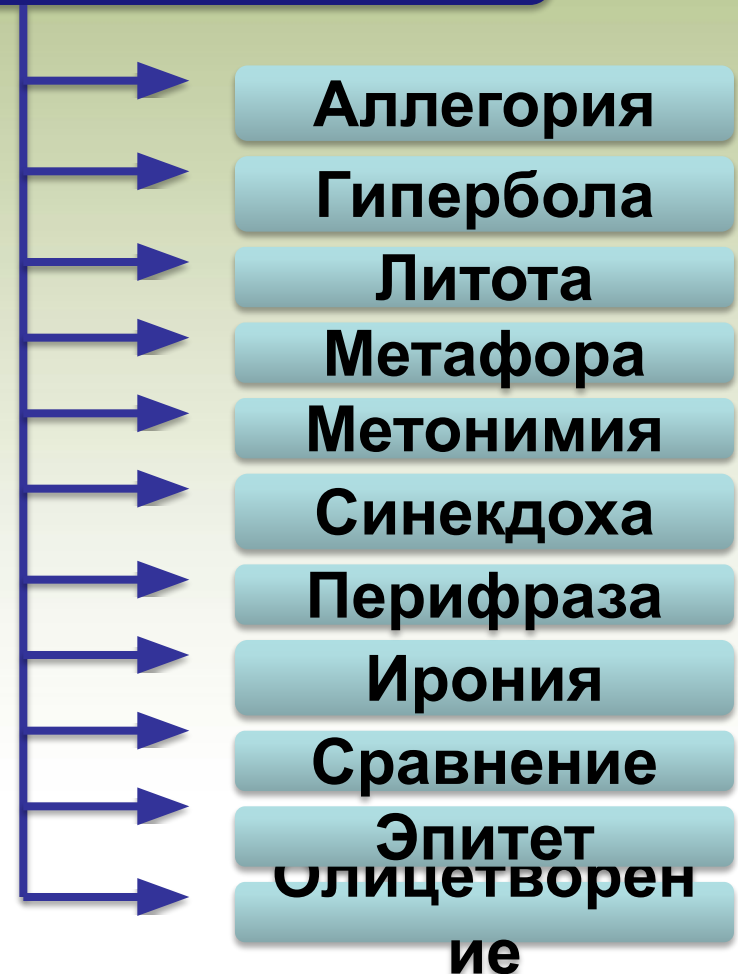 Аллегория
Гипербола
Литота
Метафора
Метонимия
Синекдоха
Перифраза
Ирония
Сравнение
Эпитет
Олицетворен
ие